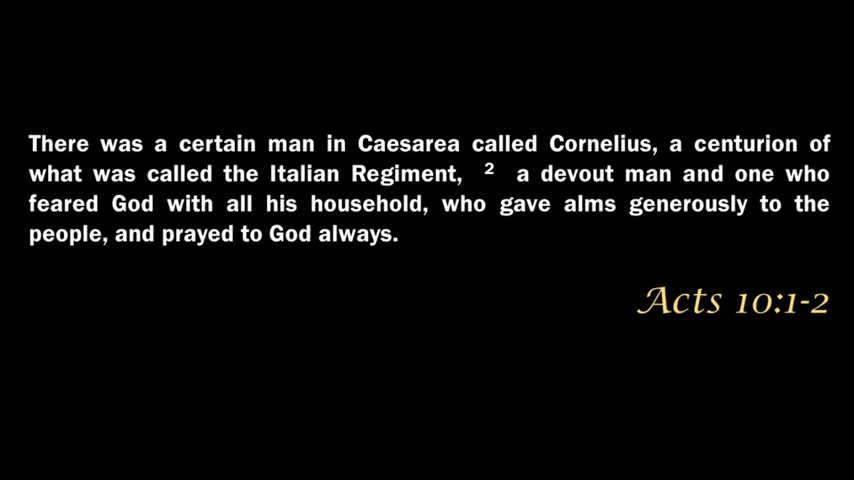 There was a certain man in Caesarea called Cornelius, a centurion of
what was called the Italian Regiment, ² a devout man and one who
feared God with all his household, who gave alms generously to the
people, and prayed to God always.
Acts 10:1-2